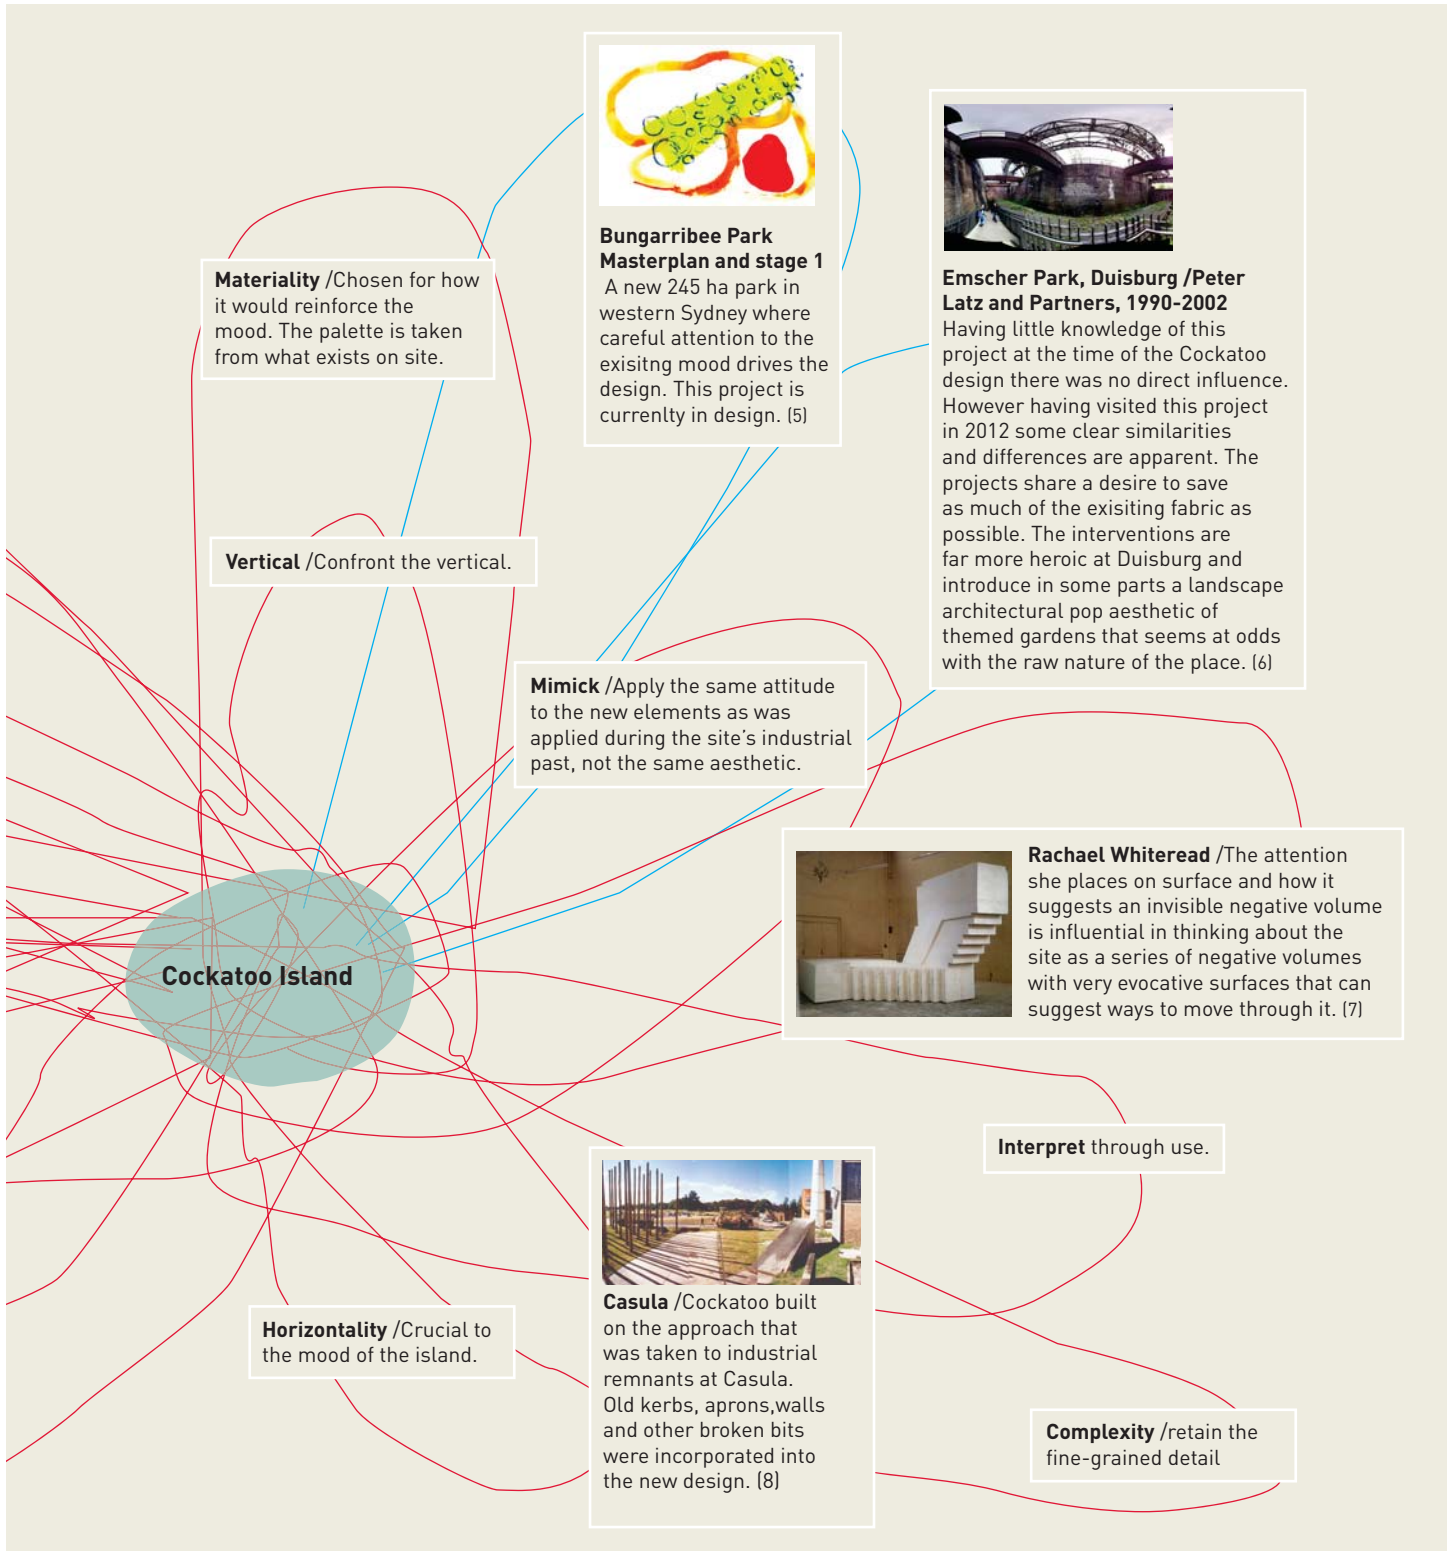 Bungarribee Park
Masterplan and stage 1
A new 245 ha park in
western Sydney where
careful attention to the
exisitng mood drives the
design. This project is
currenlty in design. (5)
Emscher Park, Duisburg /Peter
Latz and Partners, 1990-2002
Having little knowledge of this
project at the time of the Cockatoo
design there was no direct influence.
However having visited this project
in 2012 some clear similarities
and differences are apparent. The
projects share a desire to save
as much of the exisiting fabric as
possible. The interventions are
far more heroic at Duisburg and
introduce in some parts a landscape
architectural pop aesthetic of
themed gardens that seems at odds
with the raw nature of the place. (6)
Materiality /Chosen for how
it would reinforce the
mood. The palette is taken
from what exists on site.
Vertical /Confront the vertical.
Mimick /Apply the same attitude
to the new elements as was
applied during the site's industrial
past, not the same aesthetic.
Rachael Whiteread /The attention
she places on surface and how it
suggests an invisible negative volume
is influential in thinking about the
site as a series of negative volumes
with very evocative surfaces that can
suggest ways to move through it. (7)
Cockatoo Island
Interpret through use.
Casula /Cockatoo built
on the approach that
was taken to industrial
remnants at Casula.
Old kerbs, aprons,walls
and other broken bits
were incorporated into
the new design. (8)
Horizontality /Crucial to
the mood of the island.
Complexity /retain the
fine-grained detail